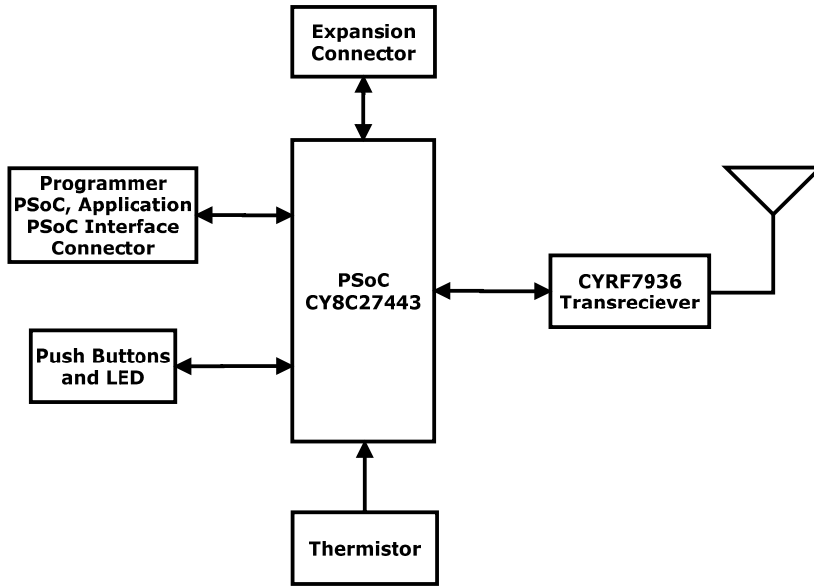 Expansion
Connector
Programmer
PSoC, Application
PSoC Interface
Connector
PSoC
CY8C27443
CYRF7936
Transreciever
Push Buttons
and LED
Thermistor